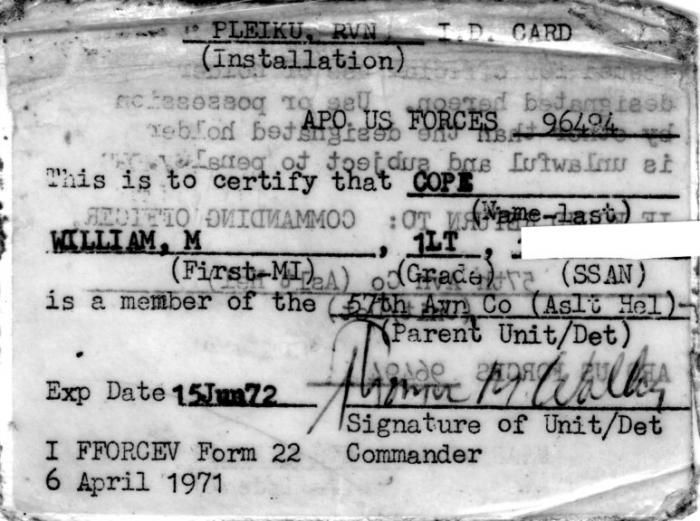 PLEIKU, RVN I.D. CARD
(Installation)
APO US FORCES 96494
This is to certify that COPE
(Name-last)
WILLIAM, M , 1LT ,
(First-MI) (Grade) (SSAN)
is a member of the 57th Avn Co (Aslt Hel)
(Parent Unit/Det)
Exp Date 15Jun72
Signature of Unit/Det
I FFORCEV Form 22 Commander
6 April 1971